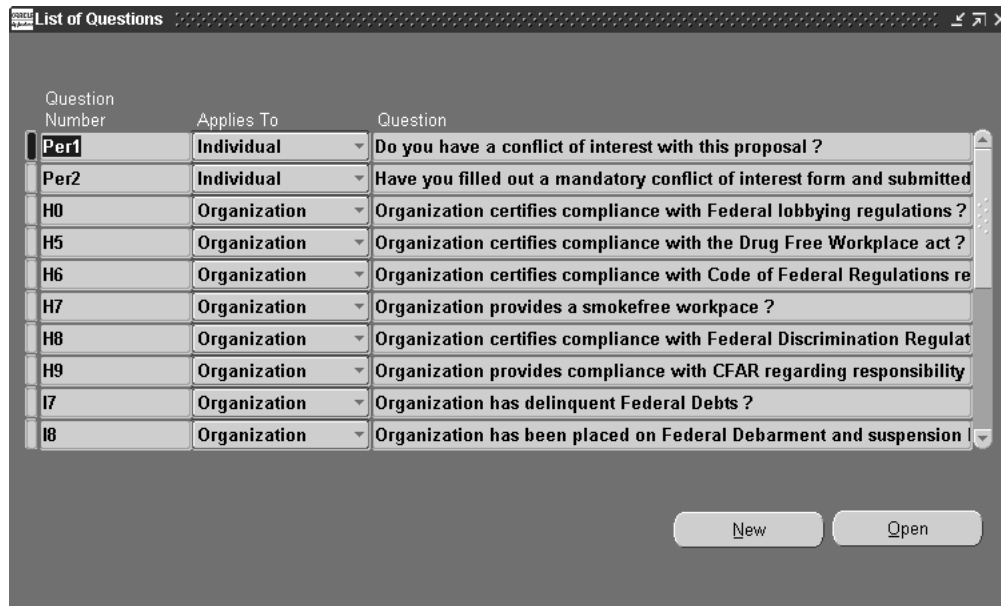 ORACLE List of Questions
Question
Number Applies To Question
Per1 Individual Do you have a conflict of interest with this proposal ?
Per2 Individual Have you filled out a mandatory conflict of interest form and submitted
H0 Organization Organization certifies compliance with Federal lobbying regulations ?
H5 Organization Organization certifies compliance with the Drug Free Workplace act ?
H6 Organization Organization certifies compliance with Code of Federal Regulations re
H7 Organization Organization provides a smokefree workpace ?
H8 Organization Organization certifies compliance with Federal Discrimination Regulat
H9 Organization Organization provides compliance with CFAR regarding responsibility
I7 Organization Organization has delinquent Federal Debts ?
I8 Organization Organization has been placed on Federal Debarment and suspension
New Open